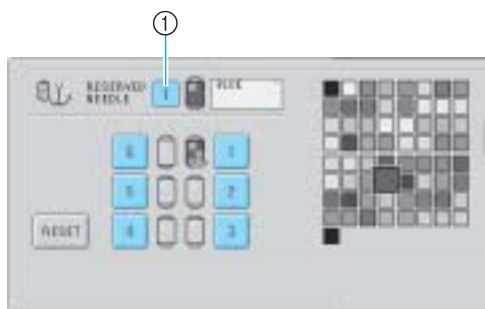 ①
RESERVED 1 BLUE
NEEDLE
6 1
5 2
RESET 4 3